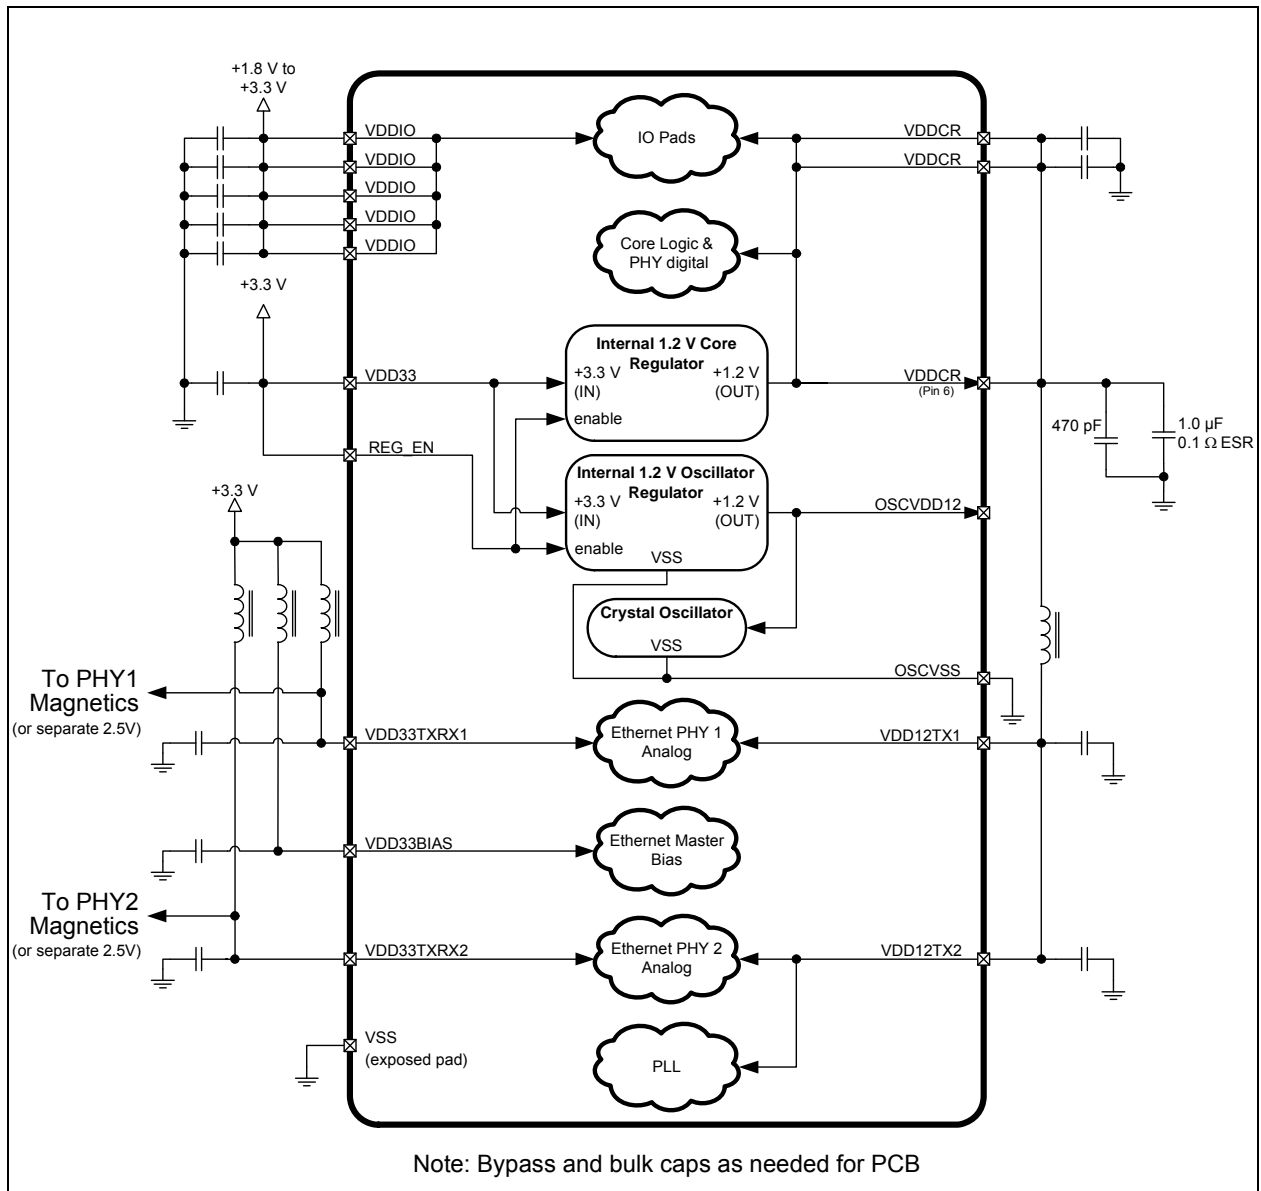 +1.8 V to
+3.3 V
VDDIO
VDDIO
VDDIO
VDDIO
VDDIO
IO Pads
VDDCR
VDDCR
Core Logic &
PHY digital
+3.3 V
VDD33
Internal 1.2 V Core
Regulator
+3.3 V
(IN)
+1.2 V
(OUT)
enable
VDDCR
(Pin 6)
470 pF
1.0 µF
0.1 Ω ESR
REG_EN
Internal 1.2 V Oscillator
Regulator
+3.3 V
(IN)
+1.2 V
(OUT)
enable
VSS
OSCVDD12
+3.3 V
Crystal Oscillator
VSS
OSCVSS
To PHY1
Magnetics
(or separate 2.5V)
VDD33TXRX1
Ethernet PHY 1
Analog
VDD12TX1
VDD33BIAS
Ethernet Master
Bias
To PHY2
Magnetics
(or separate 2.5V)
VDD33TXRX2
Ethernet PHY 2
Analog
VDD12TX2
VSS
(exposed pad)
PLL
Note: Bypass and bulk caps as needed for PCB